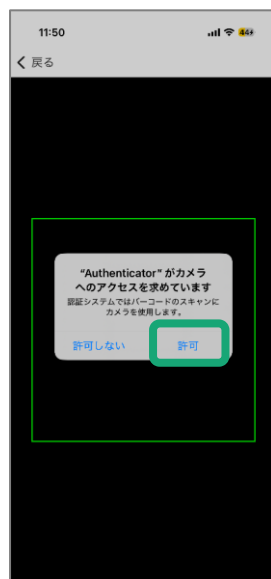 11:50
44
戻る
“Authenticator”がカメラ
へのアクセスを求めています
認証システムではバーコードのスキャンに
カメラを使用します。
許可しない
許可